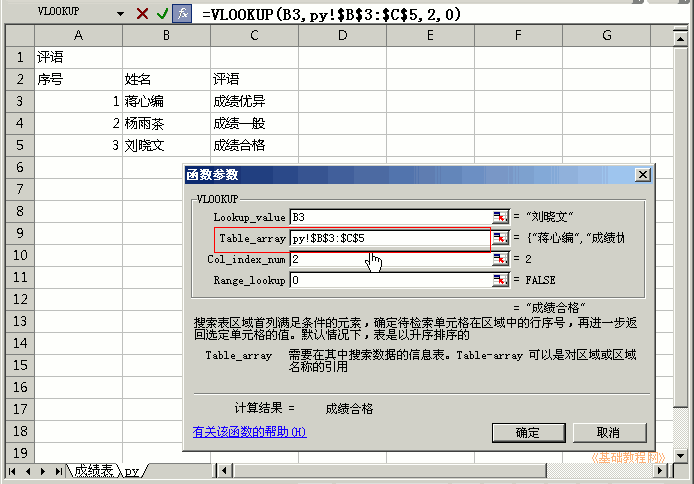 VLOOKUP =VLOOKUP(B3,py!$B$3:$C$5,2,0)
A B C D E F G
1 评语
2 序号 姓名 评语
3 1 蒋心编 成绩优异
4 2 杨雨茶 成绩一般
5 3 刘晓文 成绩合格
6
7
8
9
10
11
12
13
14
15
16
17
18
19
函数参数
VLOOKUP
Lookup_value B3 = "刘晓文"
Table_array py!$B$3:$C$5 = {"蒋心编","成绩优
Col_index_num 2 = 2
Range_lookup 0 = FALSE
= "成绩合格"
搜索表区域首列满足条件的元素，确定待检索单元格在区域中的行序号，再进一步返
回选定单元格的值。默认情况下，表是以升序排序的
Table_array 需要在其中搜索数据的信息表。Table-array 可以是对区域或区域
名称的引用
计算结果 = 成绩合格
有关该函数的帮助(H) 确定 取消
《基础教程网》
成绩表 py